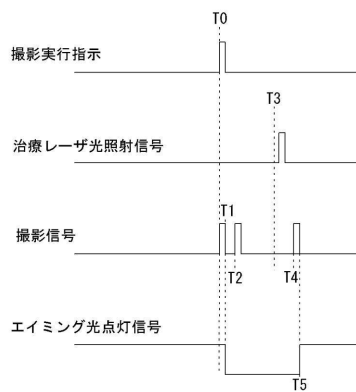 T0
撮影実行指示
T3
治療レーザ光照射信号
T1
撮影信号
T2
T4
エイミング光点灯信号
T5